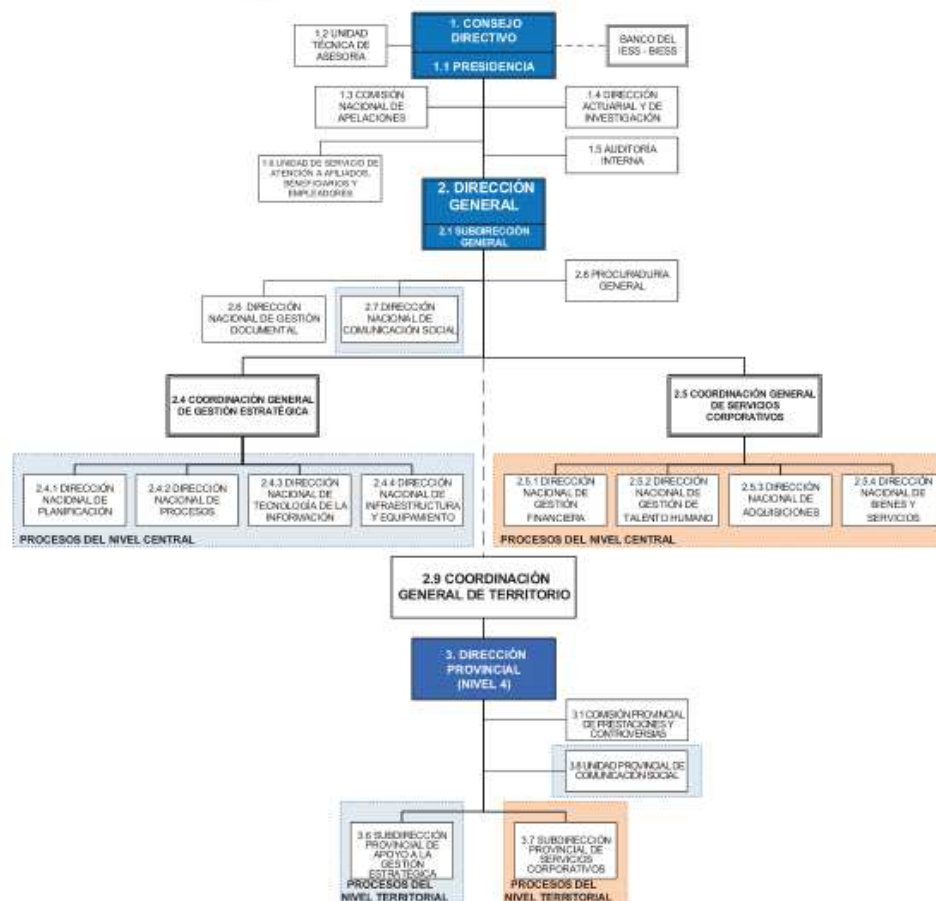 1. CONSEJO
DIRECTIVO
1.1 PRESIDENCIA
1.2 UNIDAD
TÉCNICA DE
ASESORIA
BANCO DEL
IESS - BIESS
1.3 COMISIÓN
NACIONAL DE
APELACIONES
1.4 DIRECCIÓN
ACTUARIAL Y DE
INVESTIGACIÓN
1.5 AUDITORÍA
INTERNA
1.6 UNIDAD DE SERVICIO DE
ATENCIÓN A AFILIADOS,
BENEFICIARIOS Y
EMPLEADORES
2. DIRECCIÓN
GENERAL
2.1 SUBDIRECCIÓN
GENERAL
2.6 PROCURADURÍA
GENERAL
2.8 DIRECCIÓN
NACIONAL DE GESTIÓN
DOCUMENTAL
2.7 DIRECCIÓN
NACIONAL DE
COMUNICACIÓN SOCIAL
2.4 COORDINACIÓN GENERAL
DE GESTIÓN ESTRATÉGICA
2.5 COORDINACIÓN GENERAL
DE SERVICIOS
CORPORATIVOS
2.4.1 DIRECCIÓN
NACIONAL DE
PLANIFICACIÓN
2.4.2 DIRECCIÓN
NACIONAL DE
PROCESOS
2.4.3 DIRECCIÓN
NACIONAL DE
TECNOLOGÍA DE LA
INFORMACIÓN
2.4.4 DIRECCIÓN
NACIONAL DE
INFRAESTRUCTURA
Y EQUIPAMIENTO
PROCESOS DEL NIVEL CENTRAL
2.5.1 DIRECCIÓN
NACIONAL DE
GESTIÓN
FINANCIERA
2.5.2 DIRECCIÓN
NACIONAL DE
GESTIÓN DE
TALENTO HUMANO
2.5.3 DIRECCIÓN
NACIONAL DE
ADQUISICIONES
2.5.4 DIRECCIÓN
NACIONAL DE
BIENES Y
SERVICIOS
PROCESOS DEL NIVEL CENTRAL
2.9 COORDINACIÓN
GENERAL DE TERRITORIO
3. DIRECCIÓN
PROVINCIAL
(NIVEL 4)
3.1 COMISIÓN PROVINCIAL
DE PRESTACIONES Y
CONTROVERSIAS
3.8 UNIDAD PROVINCIAL DE
COMUNICACIÓN SOCIAL
3.6 SUBDIRECCIÓN
PROVINCIAL DE
APOYO A LA
GESTIÓN
ESTRATÉGICA
PROCESOS DEL
NIVEL TERRITORIAL
3.7 SUBDIRECCIÓN
PROVINCIAL DE
SERVICIOS
CORPORATIVOS
PROCESOS DEL
NIVEL TERRITORIAL